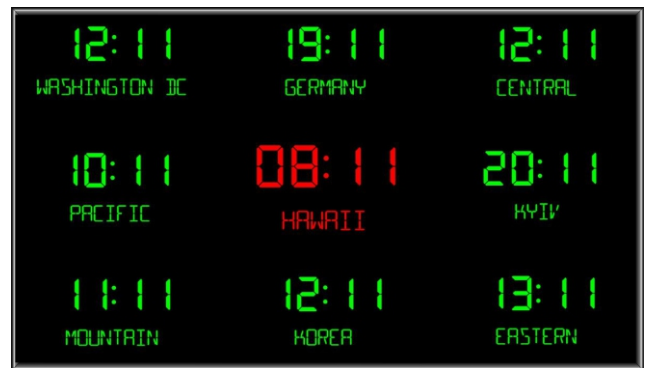 12:11 19:11 12:11
WASHINGTON DC GERMANY CENTRAL
10:11 08:11 20:11
PACIFIC HAWAII KYIV
11:11 12:11 13:11
MOUNTAIN KOREA EASTERN